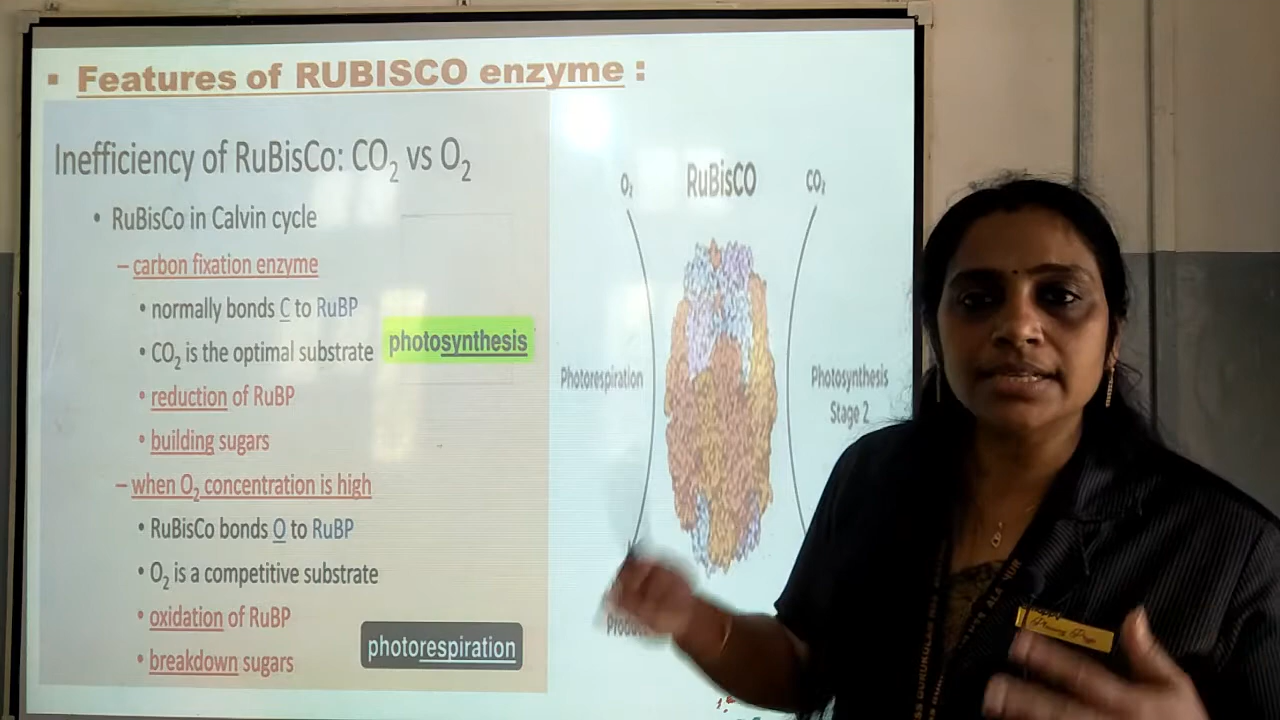 ▪ Features of RUBISCO enzyme :
Inefficiency of RuBisCo: CO₂ vs O₂
• RuBisCo in Calvin cycle
– carbon fixation enzyme
• normally bonds C to RuBP
• CO₂ is the optimal substrate
photosynthesis
• reduction of RuBP
• building sugars
– when O₂ concentration is high
• RuBisCo bonds O to RuBP
• O₂ is a competitive substrate
• oxidation of RuBP
• breakdown sugars
photorespiration
O₂
RuBisCO
CO₂
Photorespiration
Photosynthesis
Stage 2